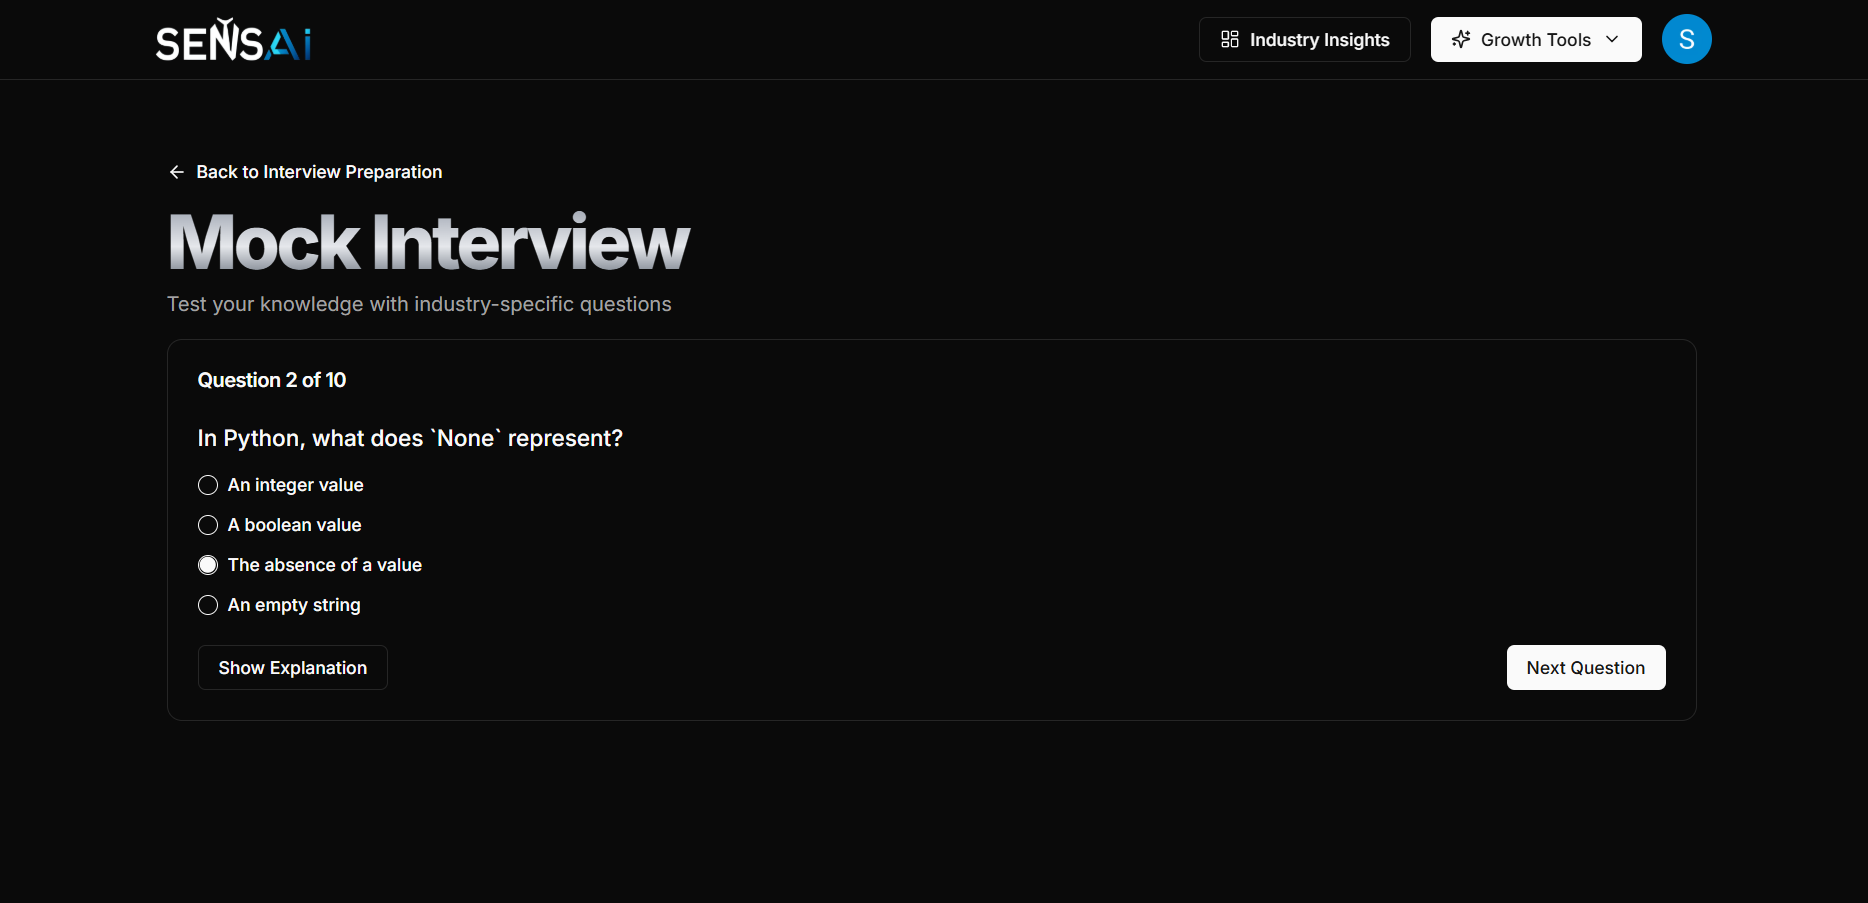 SENSAi
Industry Insights
Growth Tools
S
Back to Interview Preparation
Mock Interview
Test your knowledge with industry-specific questions
Question 2 of 10
In Python, what does `None` represent?
An integer value
A boolean value
The absence of a value
An empty string
Show Explanation
Next Question